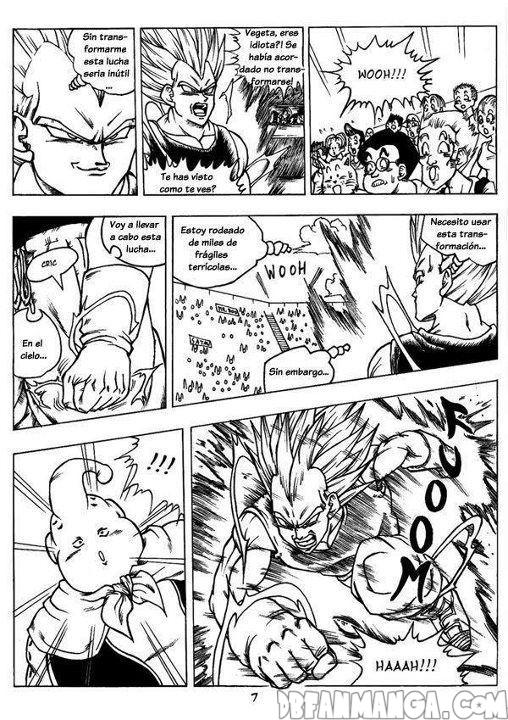 Sin trans-
formarme
esta lucha
seria inútil
...
Vegeta, eres
idiota?! Se
había acor-
dado no trans-
formarse!
Te has visto
como te ves?
WOOH!!!
Voy a llevar
a cabo esta
lucha...
CRIC
En el
cielo...
Estoy rodeado
de miles de
frágiles
terrícolas...
WOOH
Sin embargo...
Necesito usar
esta trans-
formación...
!!!
FUOOOM
HAAAH!!!
7
DBFANMANGA.COM